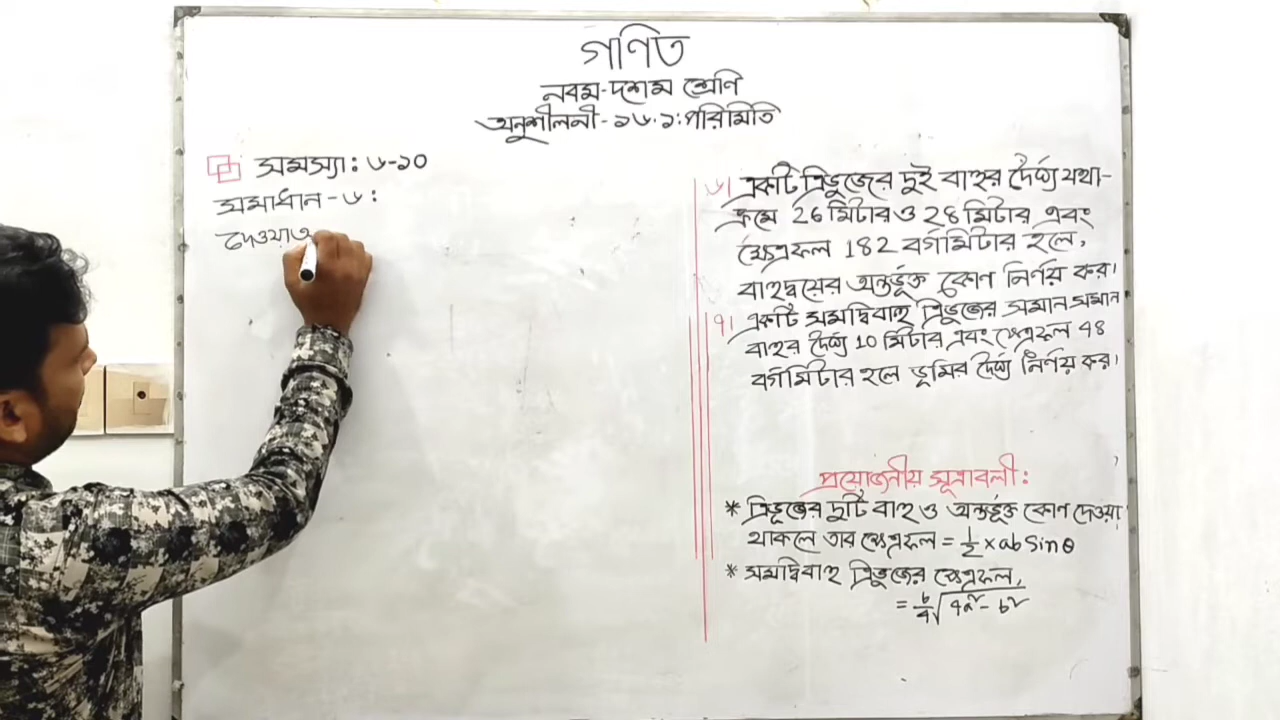 গণিত
নবম-দশম শ্রেণি
অনুশীলনী-১৬.১:পরিমিতি
সমস্যা: ৬-১০
সমাধান-৬:
দেওয়া
৬। একটি ত্রিভুজের দুই বাহুর দৈর্ঘ্য যথা-
ক্রমে 26 মিটার ও 28 মিটার এবং
ক্ষেত্রফল 182 বর্গমিটার হলে,
বাহুদ্বয়ের অন্তর্ভূক্ত কোণ নির্ণয় কর।
৭। একটি সমদ্বিবাহু ত্রিভুজের সমান সমান
বাহুর দৈর্ঘ্য 10 মিটার এবং ক্ষেত্রফল 48
বর্গমিটার হলে ভূমির দৈর্ঘ্য নির্ণয় কর।
প্রয়োজনীয় সূত্রাবলী:
* ত্রিভূজের দুটি বাহু ও অন্তর্ভূক্ত কোণ দেওয়া
থাকলে তার ক্ষেত্রফল = ½ × ab Sin θ
* সমদ্বিবাহু ত্রিভুজের ক্ষেত্রফল,
= b/4 √4a² - b²